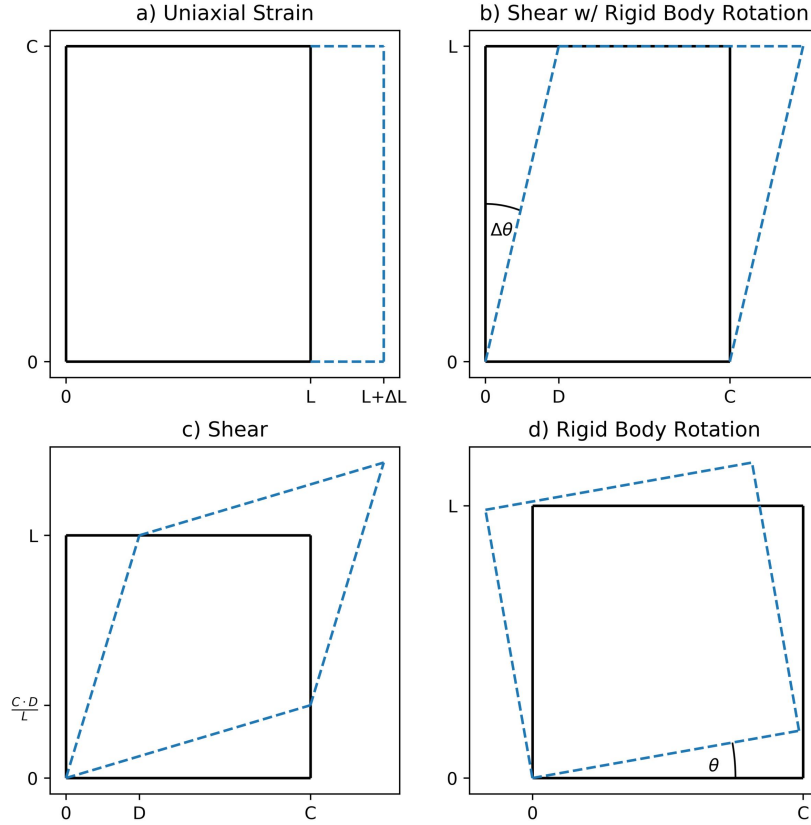 a) Uniaxial Strain
C
0
0
L
L+ΔL
b) Shear w/ Rigid Body Rotation
L
Δθ
0
0
D
C
c) Shear
L
C · D
L
0
0
D
C
d) Rigid Body Rotation
L
θ
0
0
C